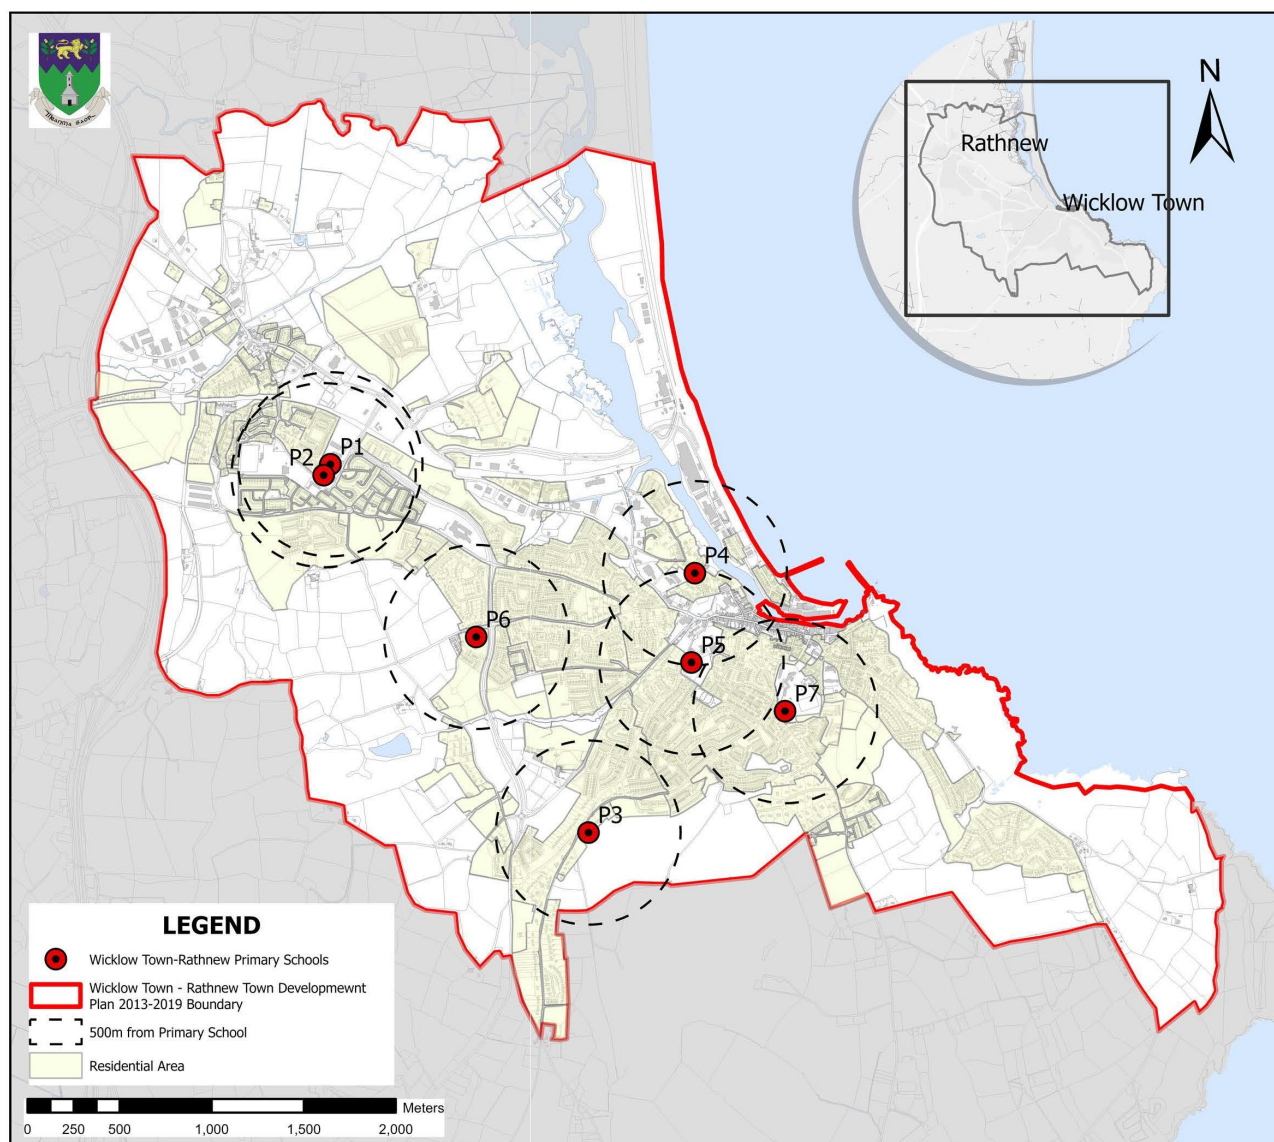 N
Rathnew
Wicklow Town
P1
P2
P4
P6
P5
P7
P3
LEGEND
Wicklow Town-Rathnew Primary Schools
Wicklow Town - Rathnew Town Developmewnt
Plan 2013-2019 Boundary
500m from Primary School
Residential Area
Meters
0 250 500 1,000 1,500 2,000